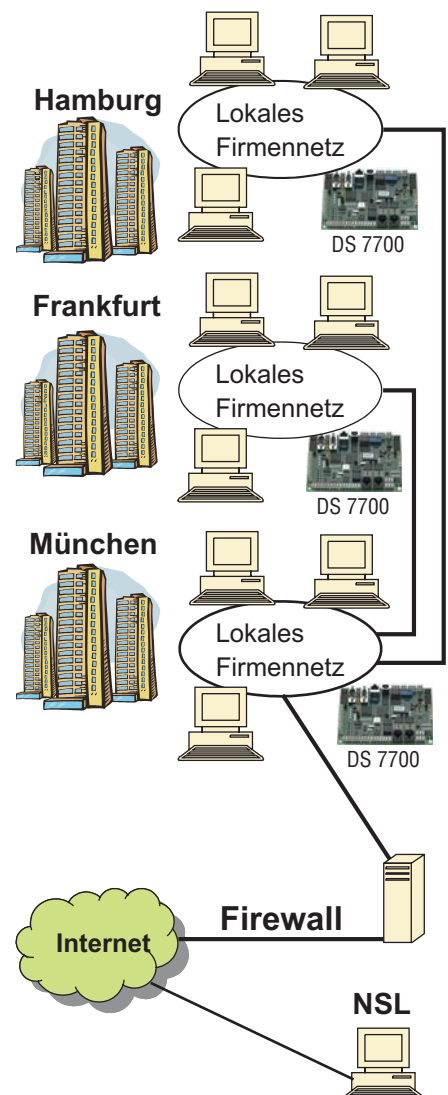 Hamburg
Lokales
Firmennetz
DS 7700
Frankfurt
Lokales
Firmennetz
DS 7700
München
Lokales
Firmennetz
DS 7700
Firewall
Internet
NSL